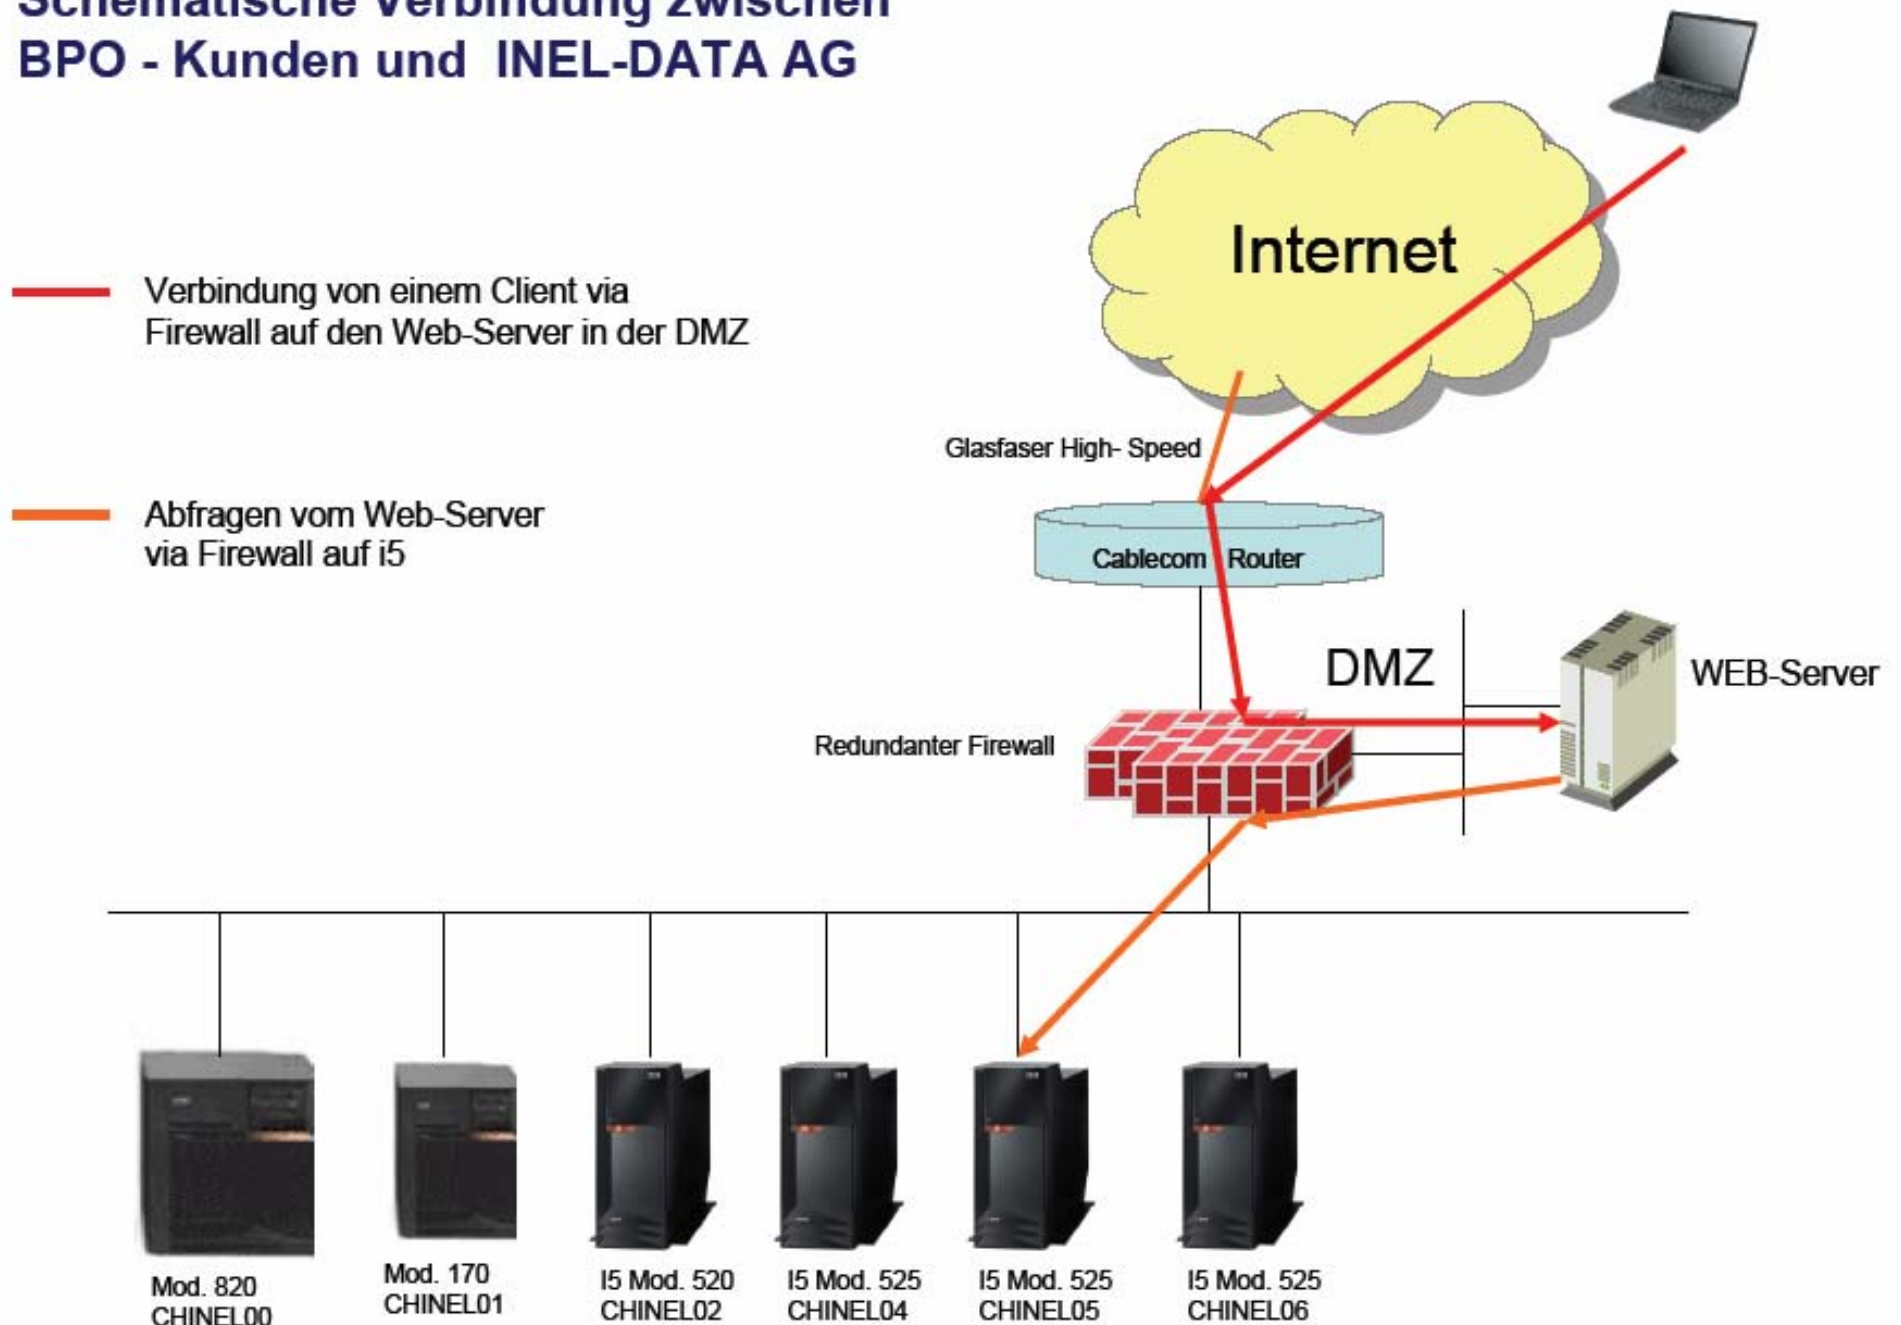 Schematische Verbindung zwischen
BPO - Kunden und INEL-DATA AG
Internet
Verbindung von einem Client via
Firewall auf den Web-Server in der DMZ
Glasfaser High- Speed
Abfragen vom Web-Server
via Firewall auf i5
Cablecom Router
DMZ
WEB-Server
Redundanter Firewall
Mod. 820
CHINEL00
Mod. 170
CHINEL01
I5 Mod. 520
CHINEL02
I5 Mod. 525
CHINEL04
I5 Mod. 525
CHINEL05
I5 Mod. 525
CHINEL06